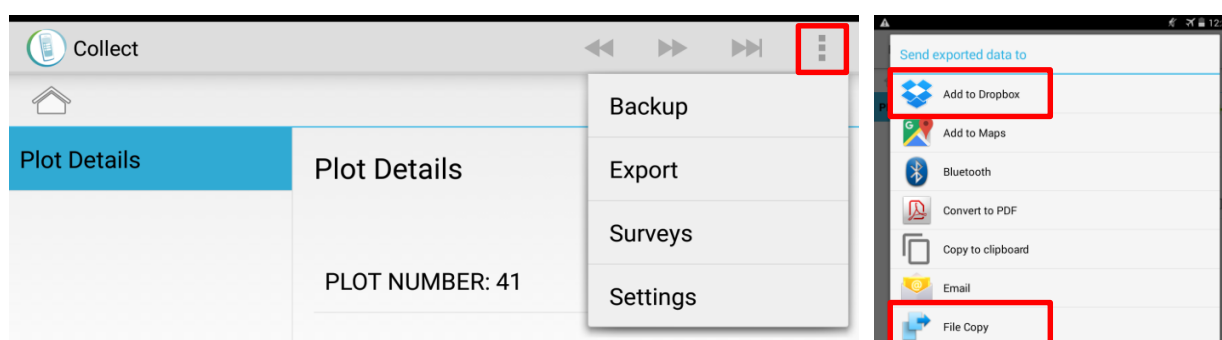 Collect
Backup
Plot Details
Plot Details
Export
Surveys
PLOT NUMBER: 41
Settings
Send exported data to
Add to Dropbox
Add to Maps
Bluetooth
Convert to PDF
Copy to clipboard
Email
File Copy